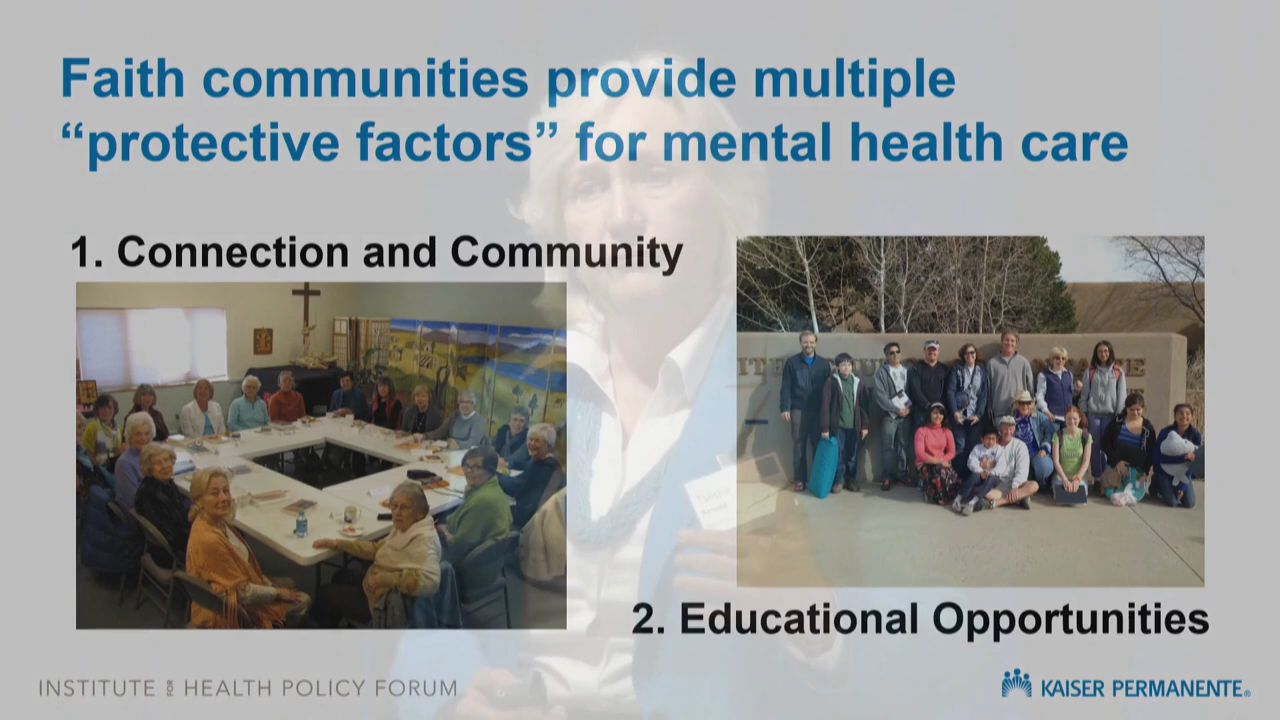 Faith communities provide multiple
“protective factors” for mental health care
1. Connection and Community
2. Educational Opportunities
INSTITUTE FOR HEALTH POLICY FORUM
KAISER PERMANENTE®